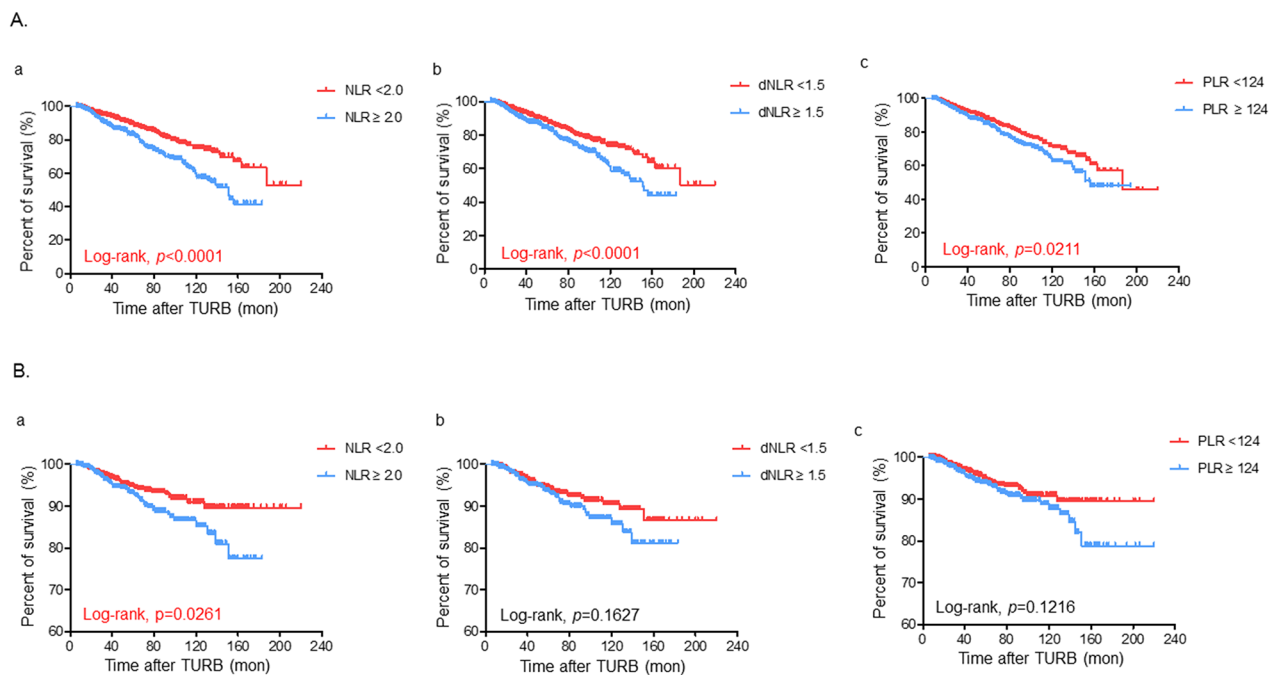 A.
a
NLR <2.0
NLR ≥ 2.0
Percent of survival (%)
100
80
60
40
20
0
Log-rank, p<0.0001
0 40 80 120 160 200 240
Time after TURB (mon)
b
dNLR <1.5
dNLR ≥ 1.5
Percent of survival (%)
100
80
60
40
20
0
Log-rank, p<0.0001
0 40 80 120 160 200 240
Time after TURB (mon)
c
PLR <124
PLR ≥ 124
Percent of survival (%)
100
80
60
40
20
0
Log-rank, p=0.0211
0 40 80 120 160 200 240
Time after TURB (mon)
B.
a
NLR <2.0
NLR ≥ 2.0
Percent of survival (%)
100
90
80
70
60
Log-rank, p=0.0261
0 40 80 120 160 200 240
Time after TURB (mon)
b
dNLR <1.5
dNLR ≥ 1.5
Percent of survival (%)
100
90
80
70
60
Log-rank, p=0.1627
0 40 80 120 160 200 240
Time after TURB (mon)
c
PLR <124
PLR ≥ 124
Percent of survival (%)
100
90
80
70
60
Log-rank, p=0.1216
0 40 80 120 160 200 240
Time after TURB (mon)